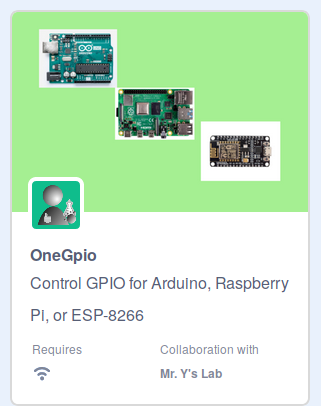 OneGpio
Control GPIO for Arduino, Raspberry
Pi, or ESP-8266
Requires
Collaboration with
Mr. Y's Lab